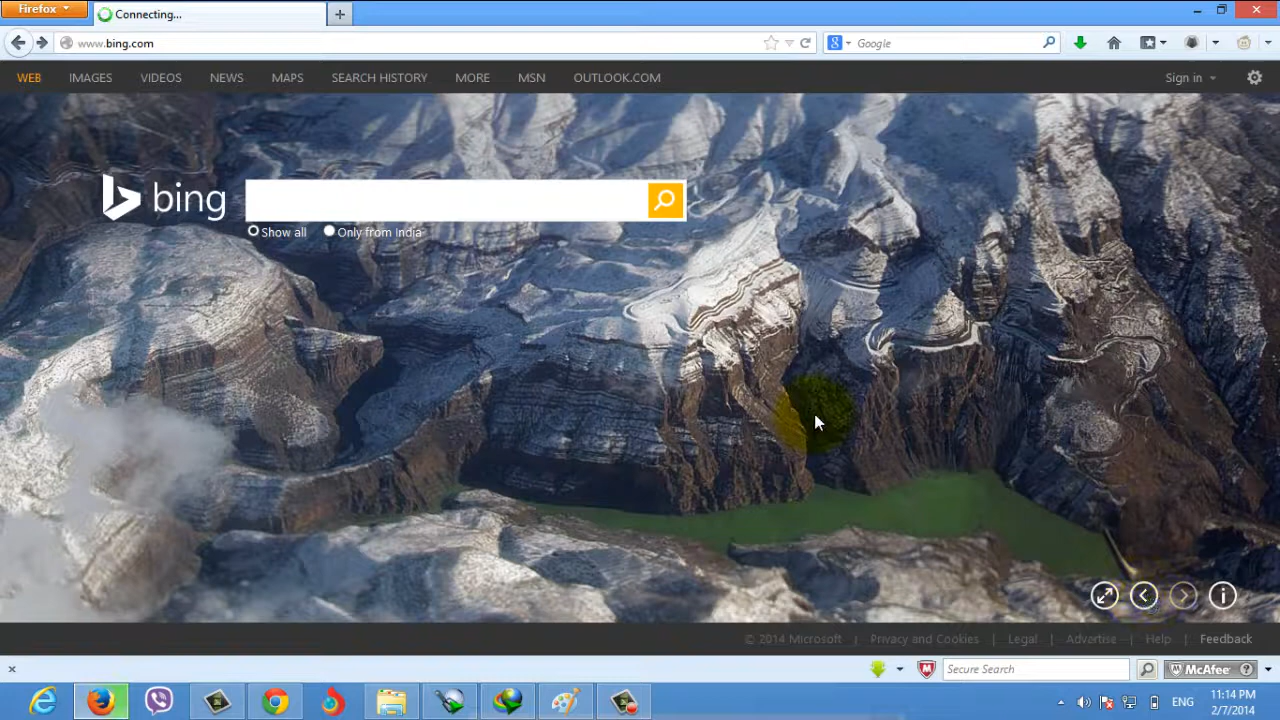 Firefox
Connecting...
www.bing.com
Google
WEB IMAGES VIDEOS NEWS MAPS SEARCH HISTORY MORE MSN OUTLOOK.COM Sign in
bing
Show all Only from India
© 2014 Microsoft Privacy and Cookies Legal Advertise Help Feedback
Secure Search McAfee
ENG 11:14 PM
2/7/2014